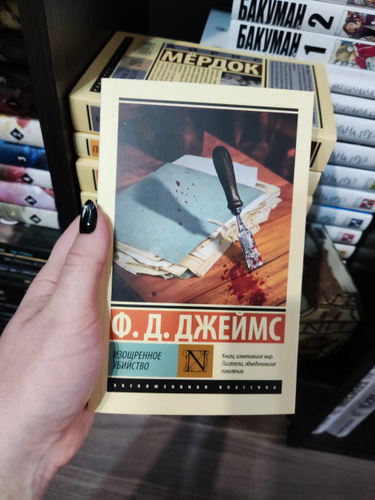 БАКУМАН 2
БАКУМАН 1
МЕРДОК
Ф. Д. ДЖЕЙМС
ИЗОЩРЕННОЕ
УБИЙСТВО
N
Книги, изменившие мир.
Писатели, объединившие
поколения.
ЭКСКЛЮЗИВНАЯ КЛАССИКА